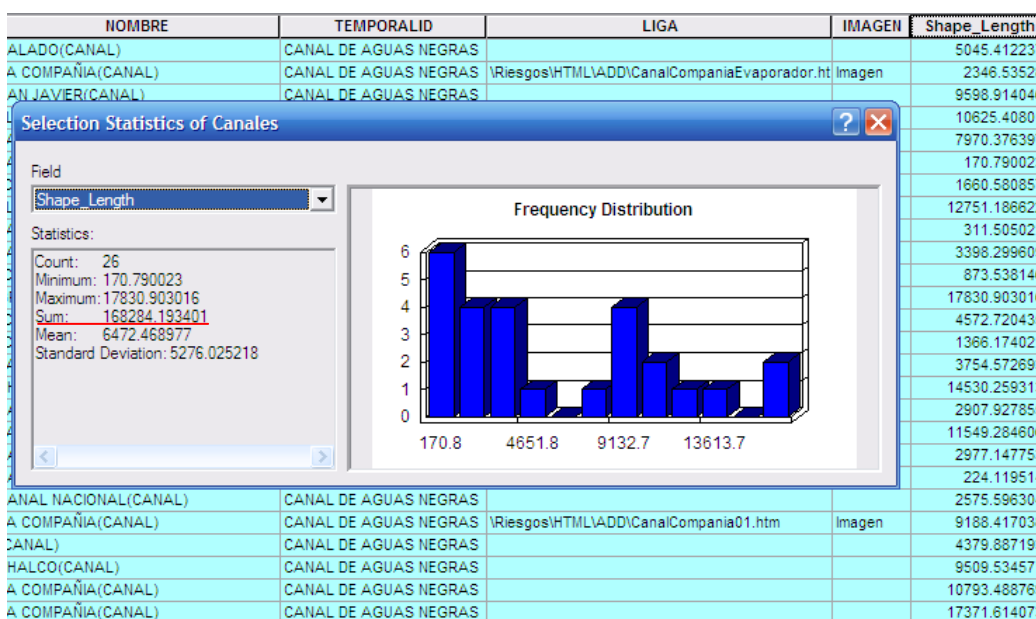 NOMBRE TEMPORALID LIGA IMAGEN Shape_Length
ALADO(CANAL) CANAL DE AGUAS NEGRAS 5045.41223
A COMPAÑIA(CANAL) CANAL DE AGUAS NEGRAS \Riesgos\HTML\ADD\CanalCompaniaEvaporador.ht Imagen 2346.5352
AN JAVIER(CANAL) CANAL DE AGUAS NEGRAS 9598.914040
Selection Statistics of Canales
10625.4080
7970.37639
Field
170.79002
Shape_Length
1660.58085
12751.18662
Frequency Distribution
Statistics:
311.50502
Count: 26
3398.29960
Minimum: 170.790023
873.538140
Maximum: 17830.903016
17830.90301
Sum: 168284.193401
4572.72043
Mean: 6472.468977
1366.17402
Standard Deviation: 5276.025218
3754.57269
6
5
4
3
2
1
0
14530.25931
2907.92785
170.8 4651.8 9132.7 13613.7
11549.284600
2977.14775
224.11951
ANAL NACIONAL(CANAL) CANAL DE AGUAS NEGRAS 2575.59630
A COMPAÑIA(CANAL) CANAL DE AGUAS NEGRAS \Riesgos\HTML\ADD\CanalCompania01.htm Imagen 9188.41703
CANAL) CANAL DE AGUAS NEGRAS 4379.88719
HALCO(CANAL) CANAL DE AGUAS NEGRAS 9509.53457
A COMPAÑIA(CANAL) CANAL DE AGUAS NEGRAS 10793.48876
A COMPAÑIA(CANAL) CANAL DE AGUAS NEGRAS 17371.61407